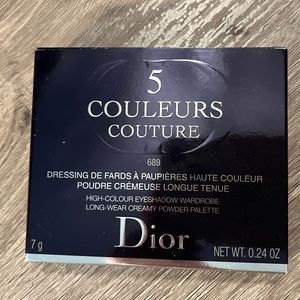 5
COULEURS
COUTURE
689
DRESSING DE FARDS À PAUPIÈRES HAUTE COULEUR
POUDRE CRÉMEUSE LONGUE TENUE
HIGH-COLOUR EYESHADOW WARDROBE
LONG-WEAR CREAMY POWDER PALETTE
7 g Dior NET WT. 0.24 OZ